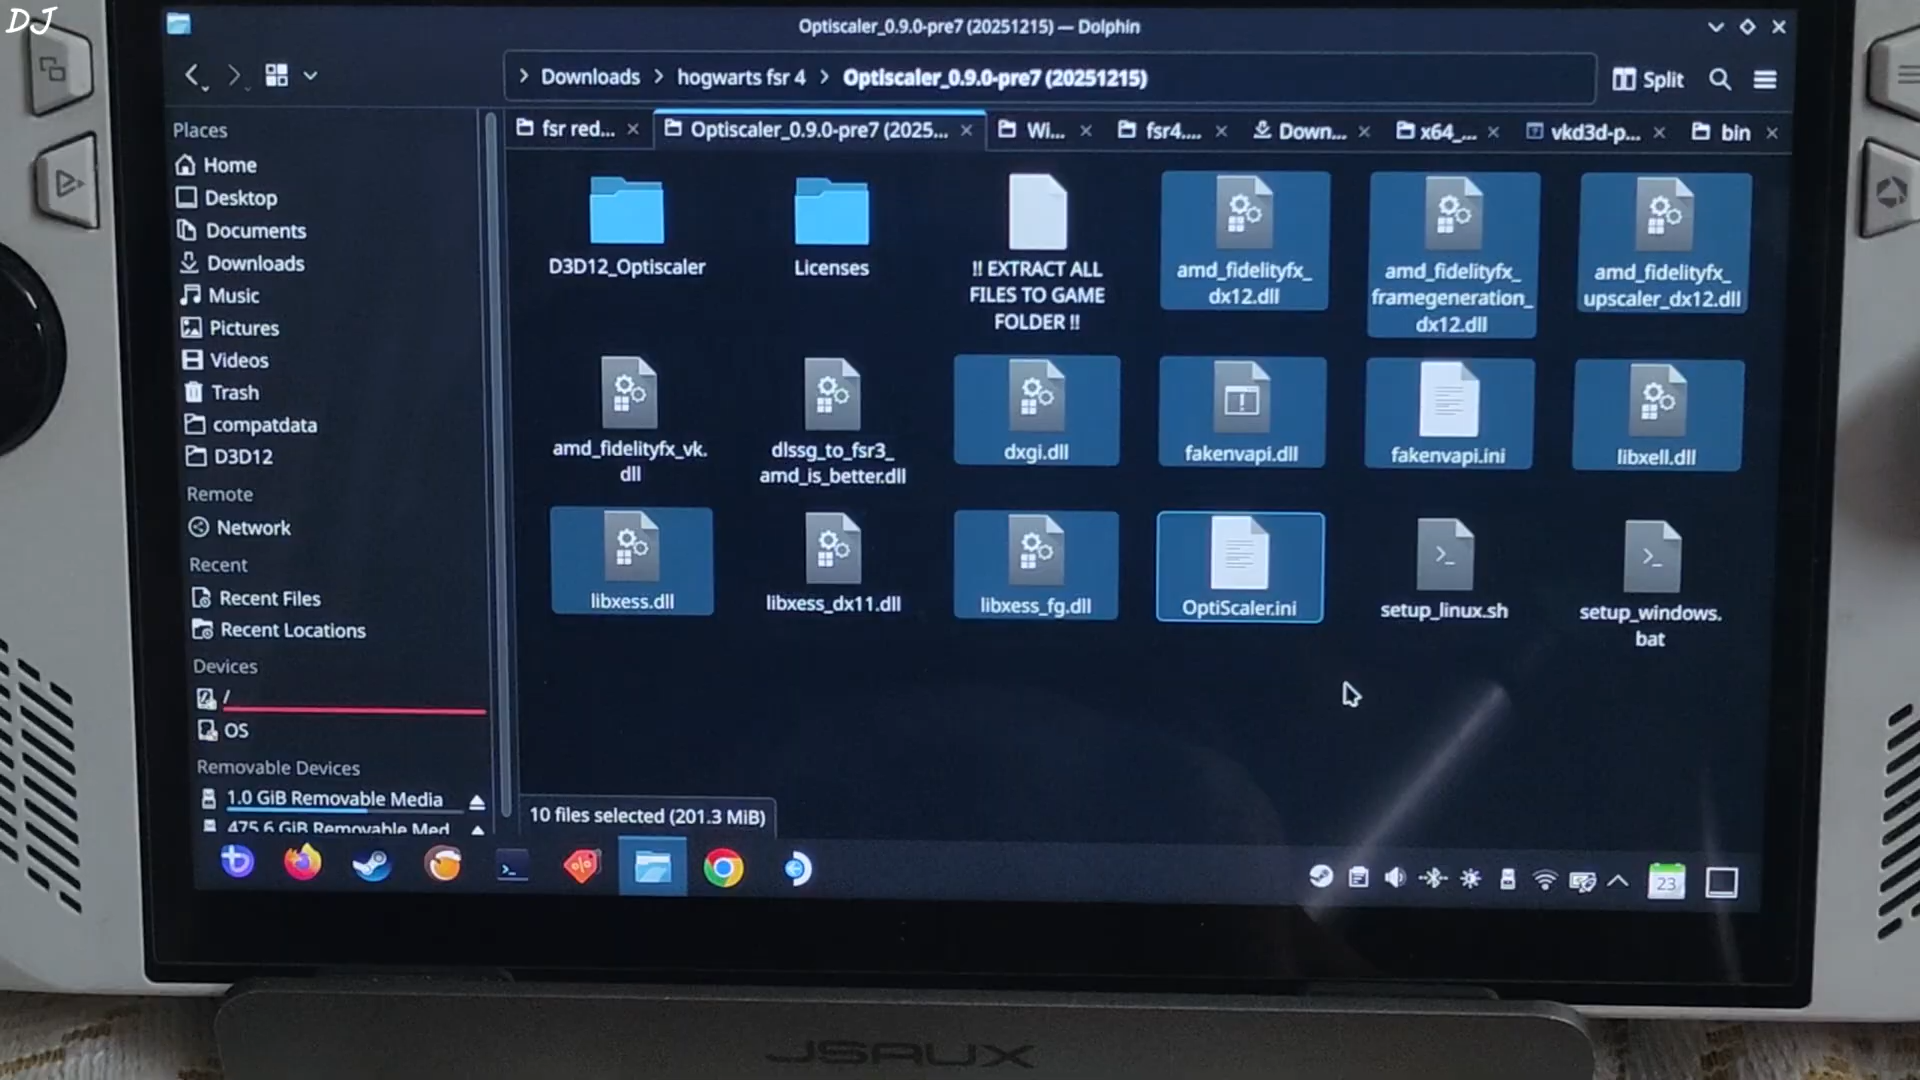 DJ
Optiscaler_0.9.0-pre7 (20251215) — Dolphin
Downloads > hogwarts fsr 4 > Optiscaler_0.9.0-pre7 (20251215)
Split
fsr red...
Optiscaler_0.9.0-pre7 (2025...
Wi...
fsr4....
Down...
x64_...
vkd3d-p...
bin
Places
Home
Desktop
Documents
Downloads
Music
Pictures
Videos
Trash
compatdata
D3D12
Remote
Network
Recent
Recent Files
Recent Locations
Devices
/
OS
Removable Devices
1.0 GiB Removable Media
475.6 GiB Removable Med
D3D12_Optiscaler
Licenses
!! EXTRACT ALL
FILES TO GAME
FOLDER !!
amd_fidelityfx_
dx12.dll
amd_fidelityfx_
framegeneration_
dx12.dll
amd_fidelityfx_
upscaler_dx12.dll
amd_fidelityfx_vk.
dll
dlssg_to_fsr3_
amd_is_better.dll
dxgi.dll
fakenvapi.dll
fakenvapi.ini
libxell.dll
libxess.dll
libxess_dx11.dll
libxess_fg.dll
OptiScaler.ini
setup_linux.sh
setup_windows.
bat
10 files selected (201.3 MiB)
23
JSAUX